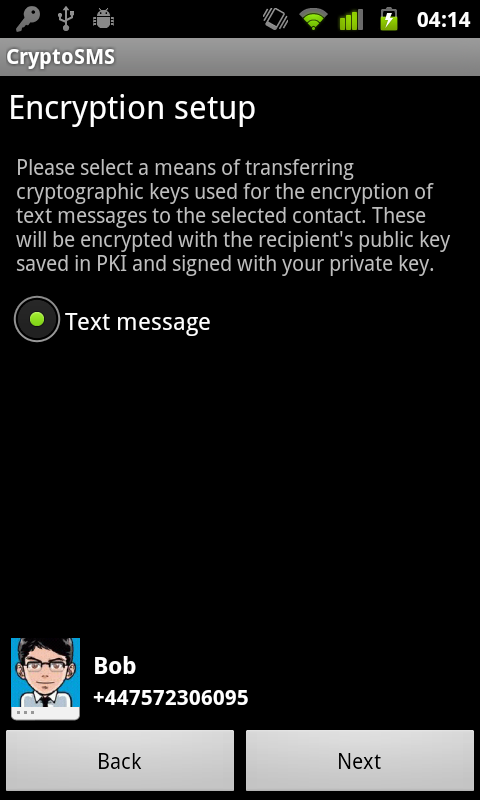 04:14
CryptoSMS
Encryption setup
Please select a means of transferring
cryptographic keys used for the encryption of
text messages to the selected contact. These
will be encrypted with the recipient's public key
saved in PKI and signed with your private key.
Text message
Bob
+447572306095
Back
Next